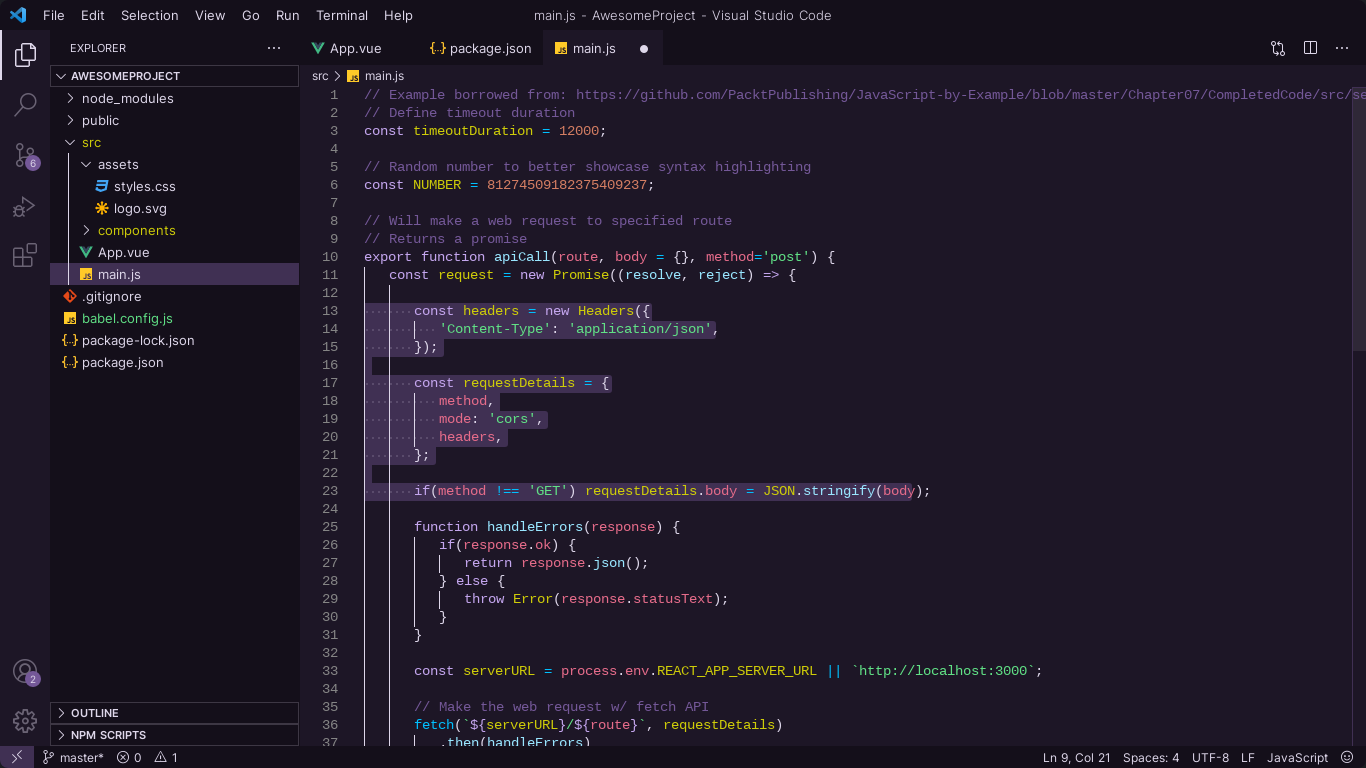 File Edit Selection View Go Run Terminal Help
main.js - AwesomeProject - Visual Studio Code
EXPLORER
App.vue
package.json
main.js
AWESOMEPROJECT
node_modules
public
src
assets
styles.css
logo.svg
components
App.vue
main.js
.gitignore
babel.config.js
package-lock.json
package.json
OUTLINE
NPM SCRIPTS
6
2
src > main.js
1 // Example borrowed from: https://github.com/PacktPublishing/JavaScript-by-Example/blob/master/Chapter07/CompletedCode/src/se
2 // Define timeout duration
3 const timeoutDuration = 12000;
4
5 // Random number to better showcase syntax highlighting
6 const NUMBER = 81274509182375409237;
7
8 // Will make a web request to specified route
9 // Returns a promise
10 export function apiCall(route, body = {}, method='post') {
11 const request = new Promise((resolve, reject) => {
12
13 const headers = new Headers({
14 'Content-Type': 'application/json',
15 });
16
17 const requestDetails = {
18 method,
19 mode: 'cors',
20 headers,
21 };
22
23 if(method !== 'GET') requestDetails.body = JSON.stringify(body);
24
25 function handleErrors(response) {
26 if(response.ok) {
27 return response.json();
28 } else {
29 throw Error(response.statusText);
30 }
31 }
32
33 const serverURL = process.env.REACT_APP_SERVER_URL || `http://localhost:3000`;
34
35 // Make the web request w/ fetch API
36 fetch(`${serverURL}/${route}`, requestDetails)
37 .then(handleErrors)
master* 0 1
Ln 9, Col 21 Spaces: 4 UTF-8 LF JavaScript